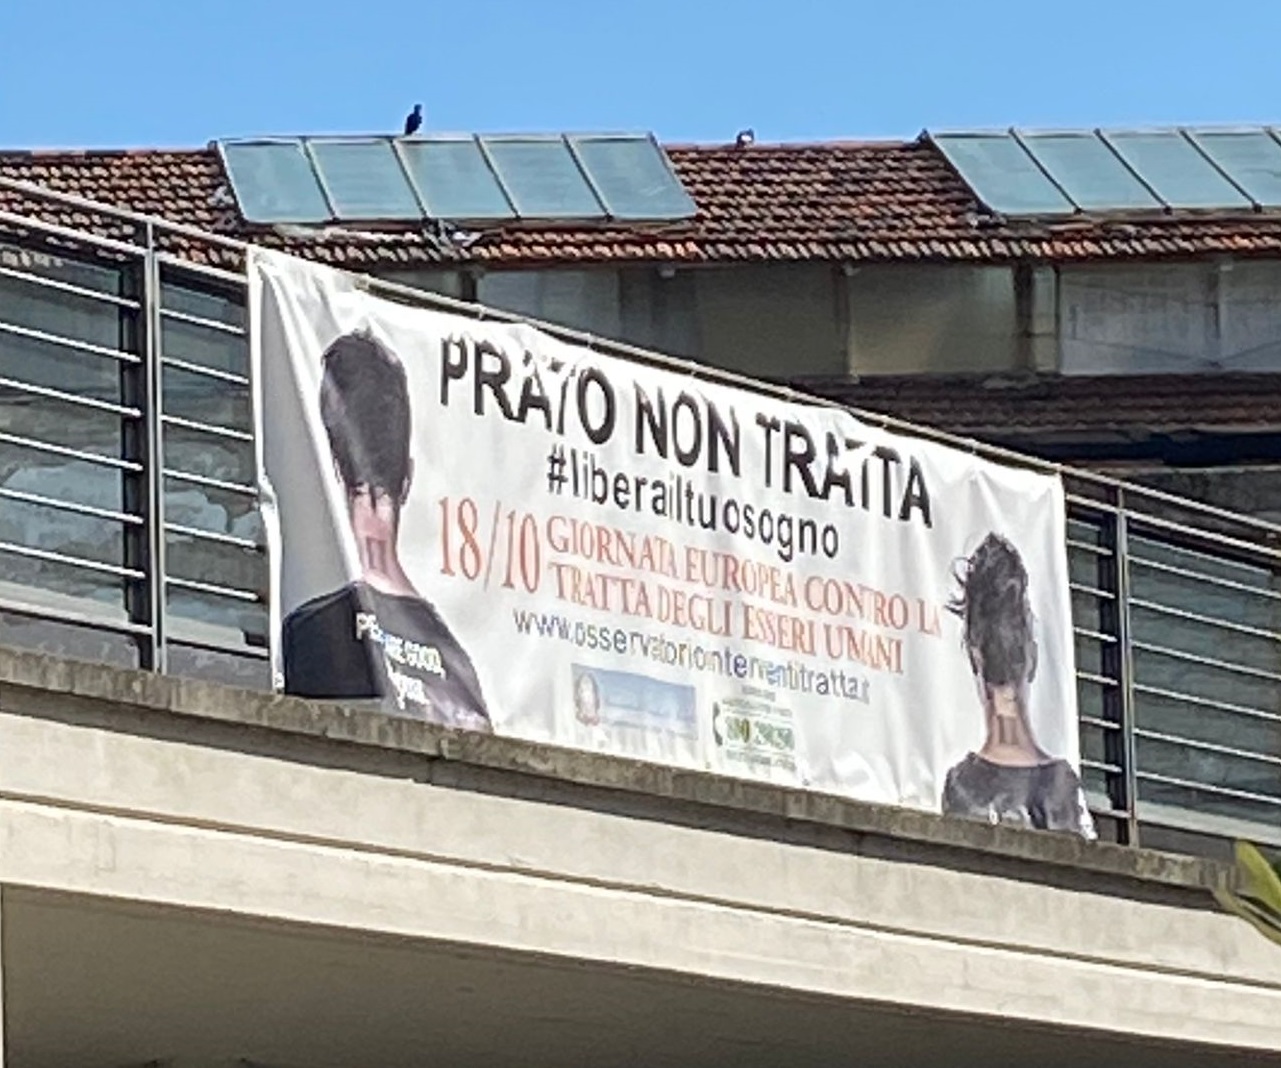 PRATO NON TRATTA
#liberailtuosogno
18/10 GIORNATA EUROPEA CONTRO LA
TRATTA DEGLI ESSERI UMANI
www.osservatoriointerventitratta.it